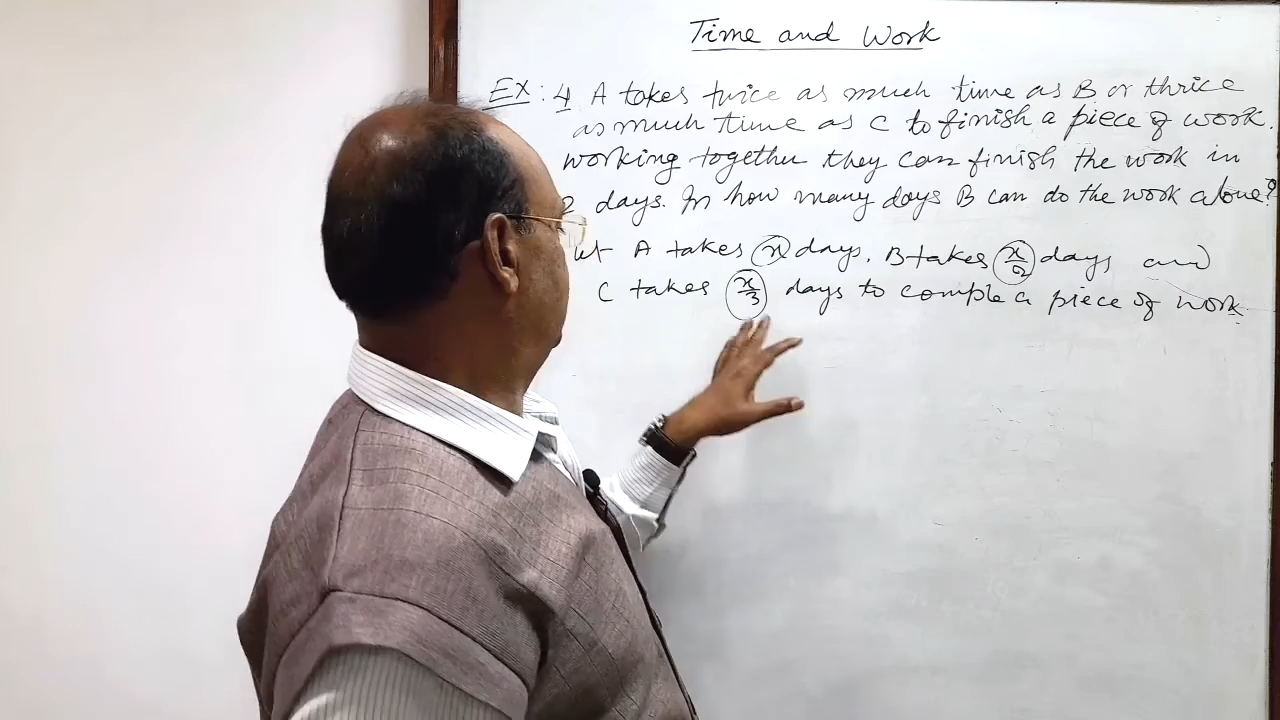 Time and Work
Ex: 4 A takes twice as much time as B or thrice
as much time as C to finish a piece of work.
working together they can finish the work in
2 days. In how many days B can do the work alone?
let A takes x days. B takes x/2 days and
C takes x/3 days to comple a piece of work.